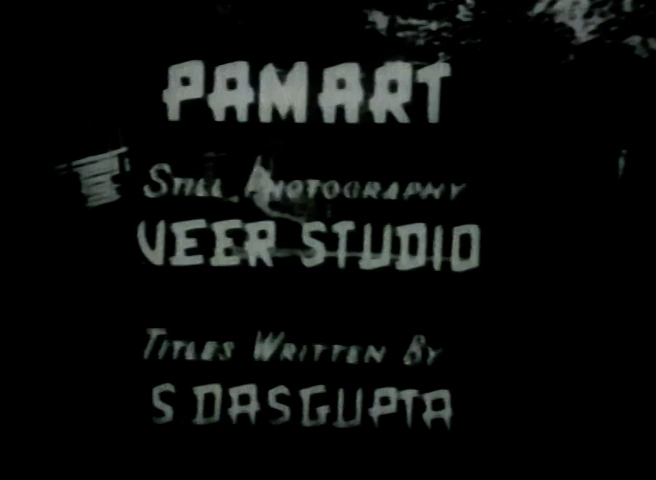 PAMART
STILL PHOTOGRAPHY
VEER STUDIO
TITLES WRITTEN BY
S DASGUPTA